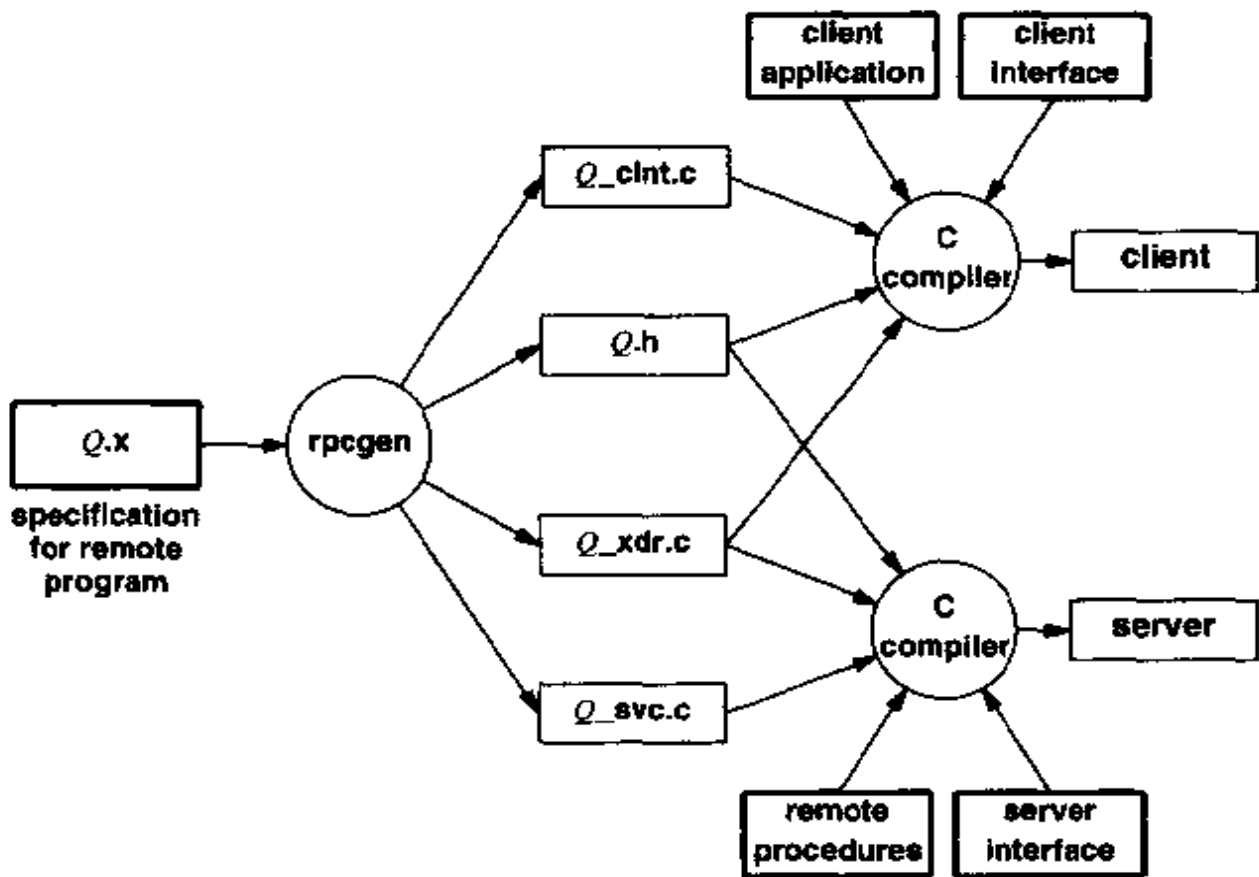 client
application
client
interface
Q_clnt.c
C
compiler
client
Q.h
Q.x
rpcgen
specification
for remote
program
Q_xdr.c
C
compiler
server
Q_svc.c
remote
procedures
server
interface